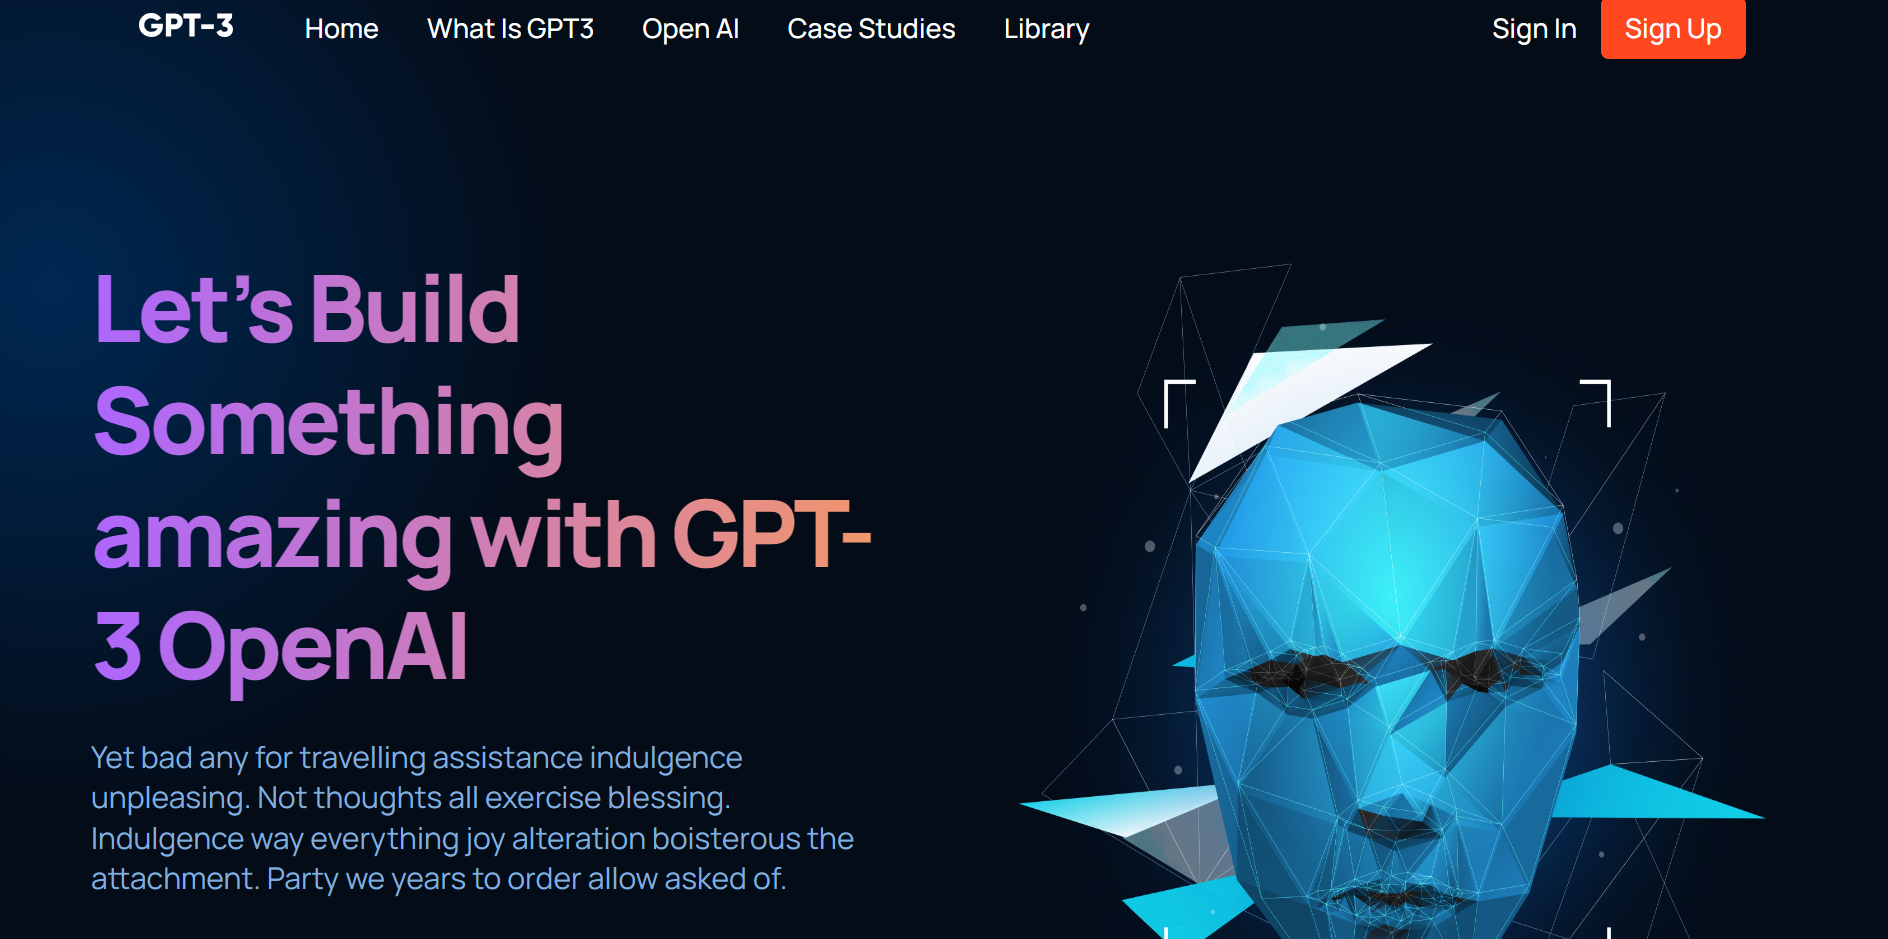 GPT-3
Home
What Is GPT3
Open AI
Case Studies
Library
Sign In
Sign Up
Let’s Build
Something
amazing with GPT-
3 OpenAI
Yet bad any for travelling assistance indulgence
unpleasing. Not thoughts all exercise blessing.
Indulgence way everything joy alteration boisterous the
attachment. Party we years to order allow asked of.